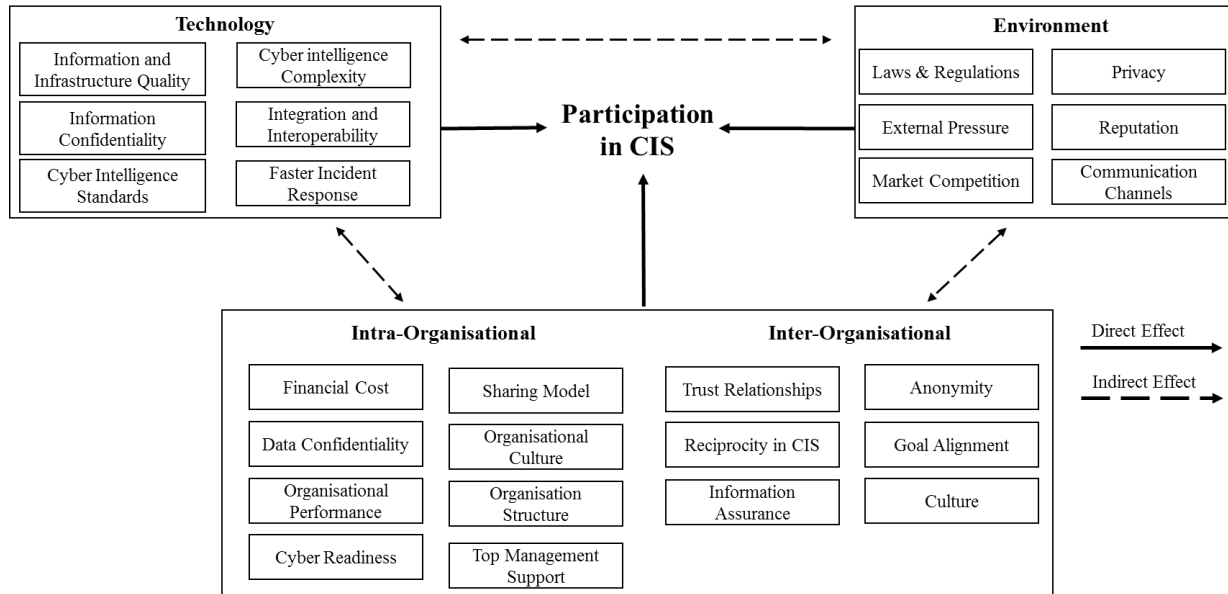 Technology
Information and
Infrastructure Quality
Cyber intelligence
Complexity
Information
Confidentiality
Integration and
Interoperability
Cyber Intelligence
Standards
Faster Incident
Response
Participation
in CIS
Environment
Laws & Regulations
Privacy
External Pressure
Reputation
Market Competition
Communication
Channels
Intra-Organisational
Financial Cost
Sharing Model
Data Confidentiality
Organisational
Culture
Organisational
Performance
Organisation
Structure
Cyber Readiness
Top Management
Support
Inter-Organisational
Trust Relationships
Anonymity
Reciprocity in CIS
Goal Alignment
Information
Assurance
Culture
Direct Effect
Indirect Effect